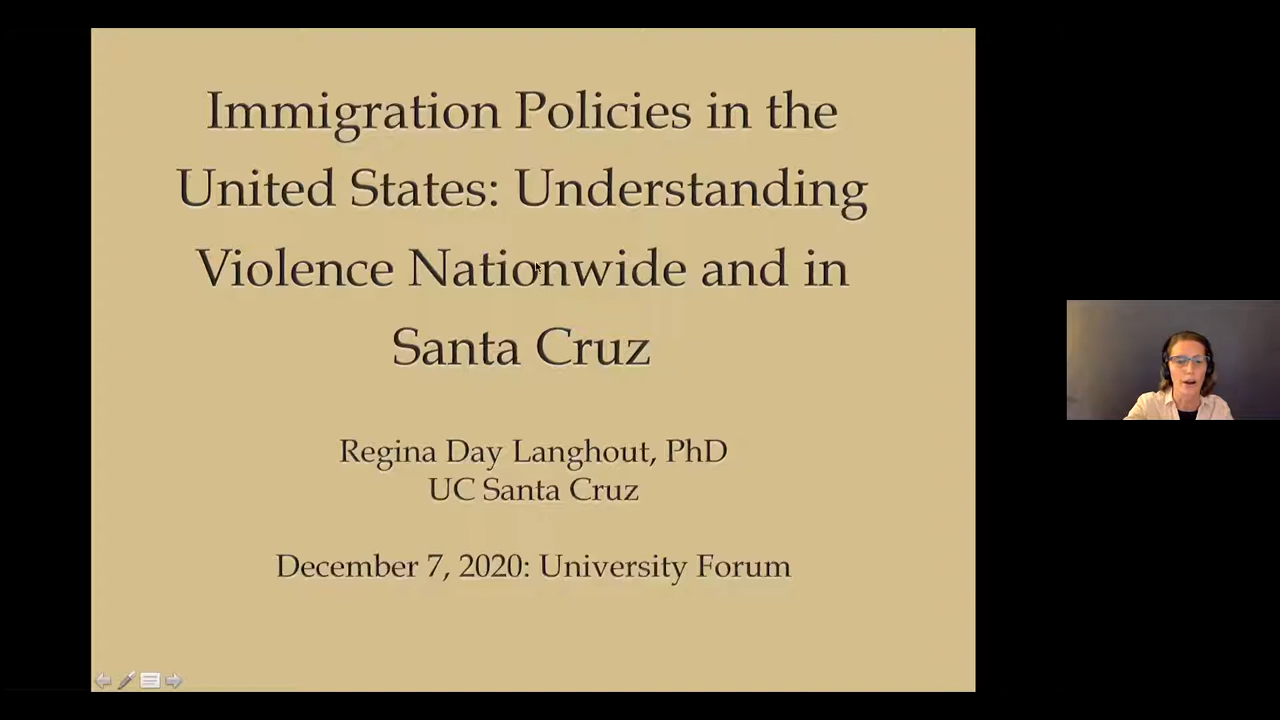 Immigration Policies in the
United States: Understanding
Violence Nationwide and in
Santa Cruz
Regina Day Langhout, PhD
UC Santa Cruz
December 7, 2020: University Forum